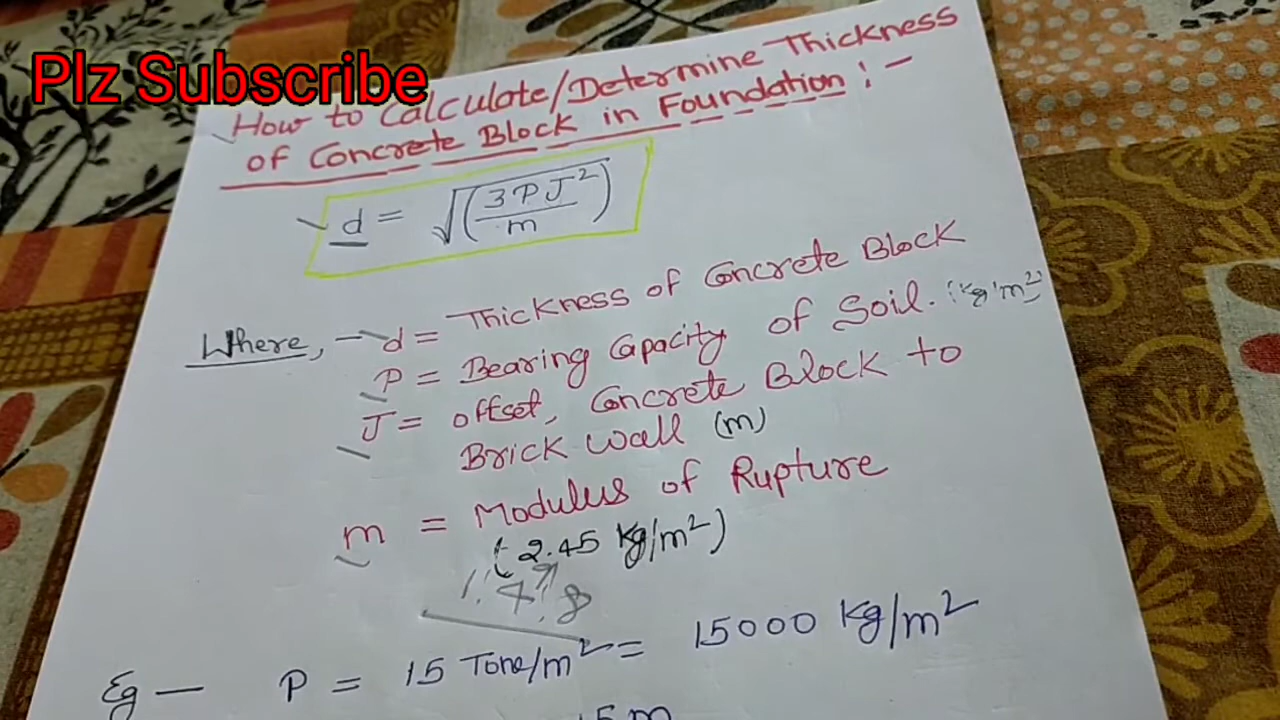 Plz Subscribe
How to Calculate/Determine Thickness
of Concrete Block in Foundation :-
d = √(3PJ²/m)
Where, - d = Thickness of Concrete Block
P = Bearing Capacity of Soil. (kg/m²)
J = offset, Concrete Block to
Brick wall (m)
m = Modulus of Rupture
(2.45 kg/m²)
Eg — P = 15 Tone/m² = 15000 kg/m²